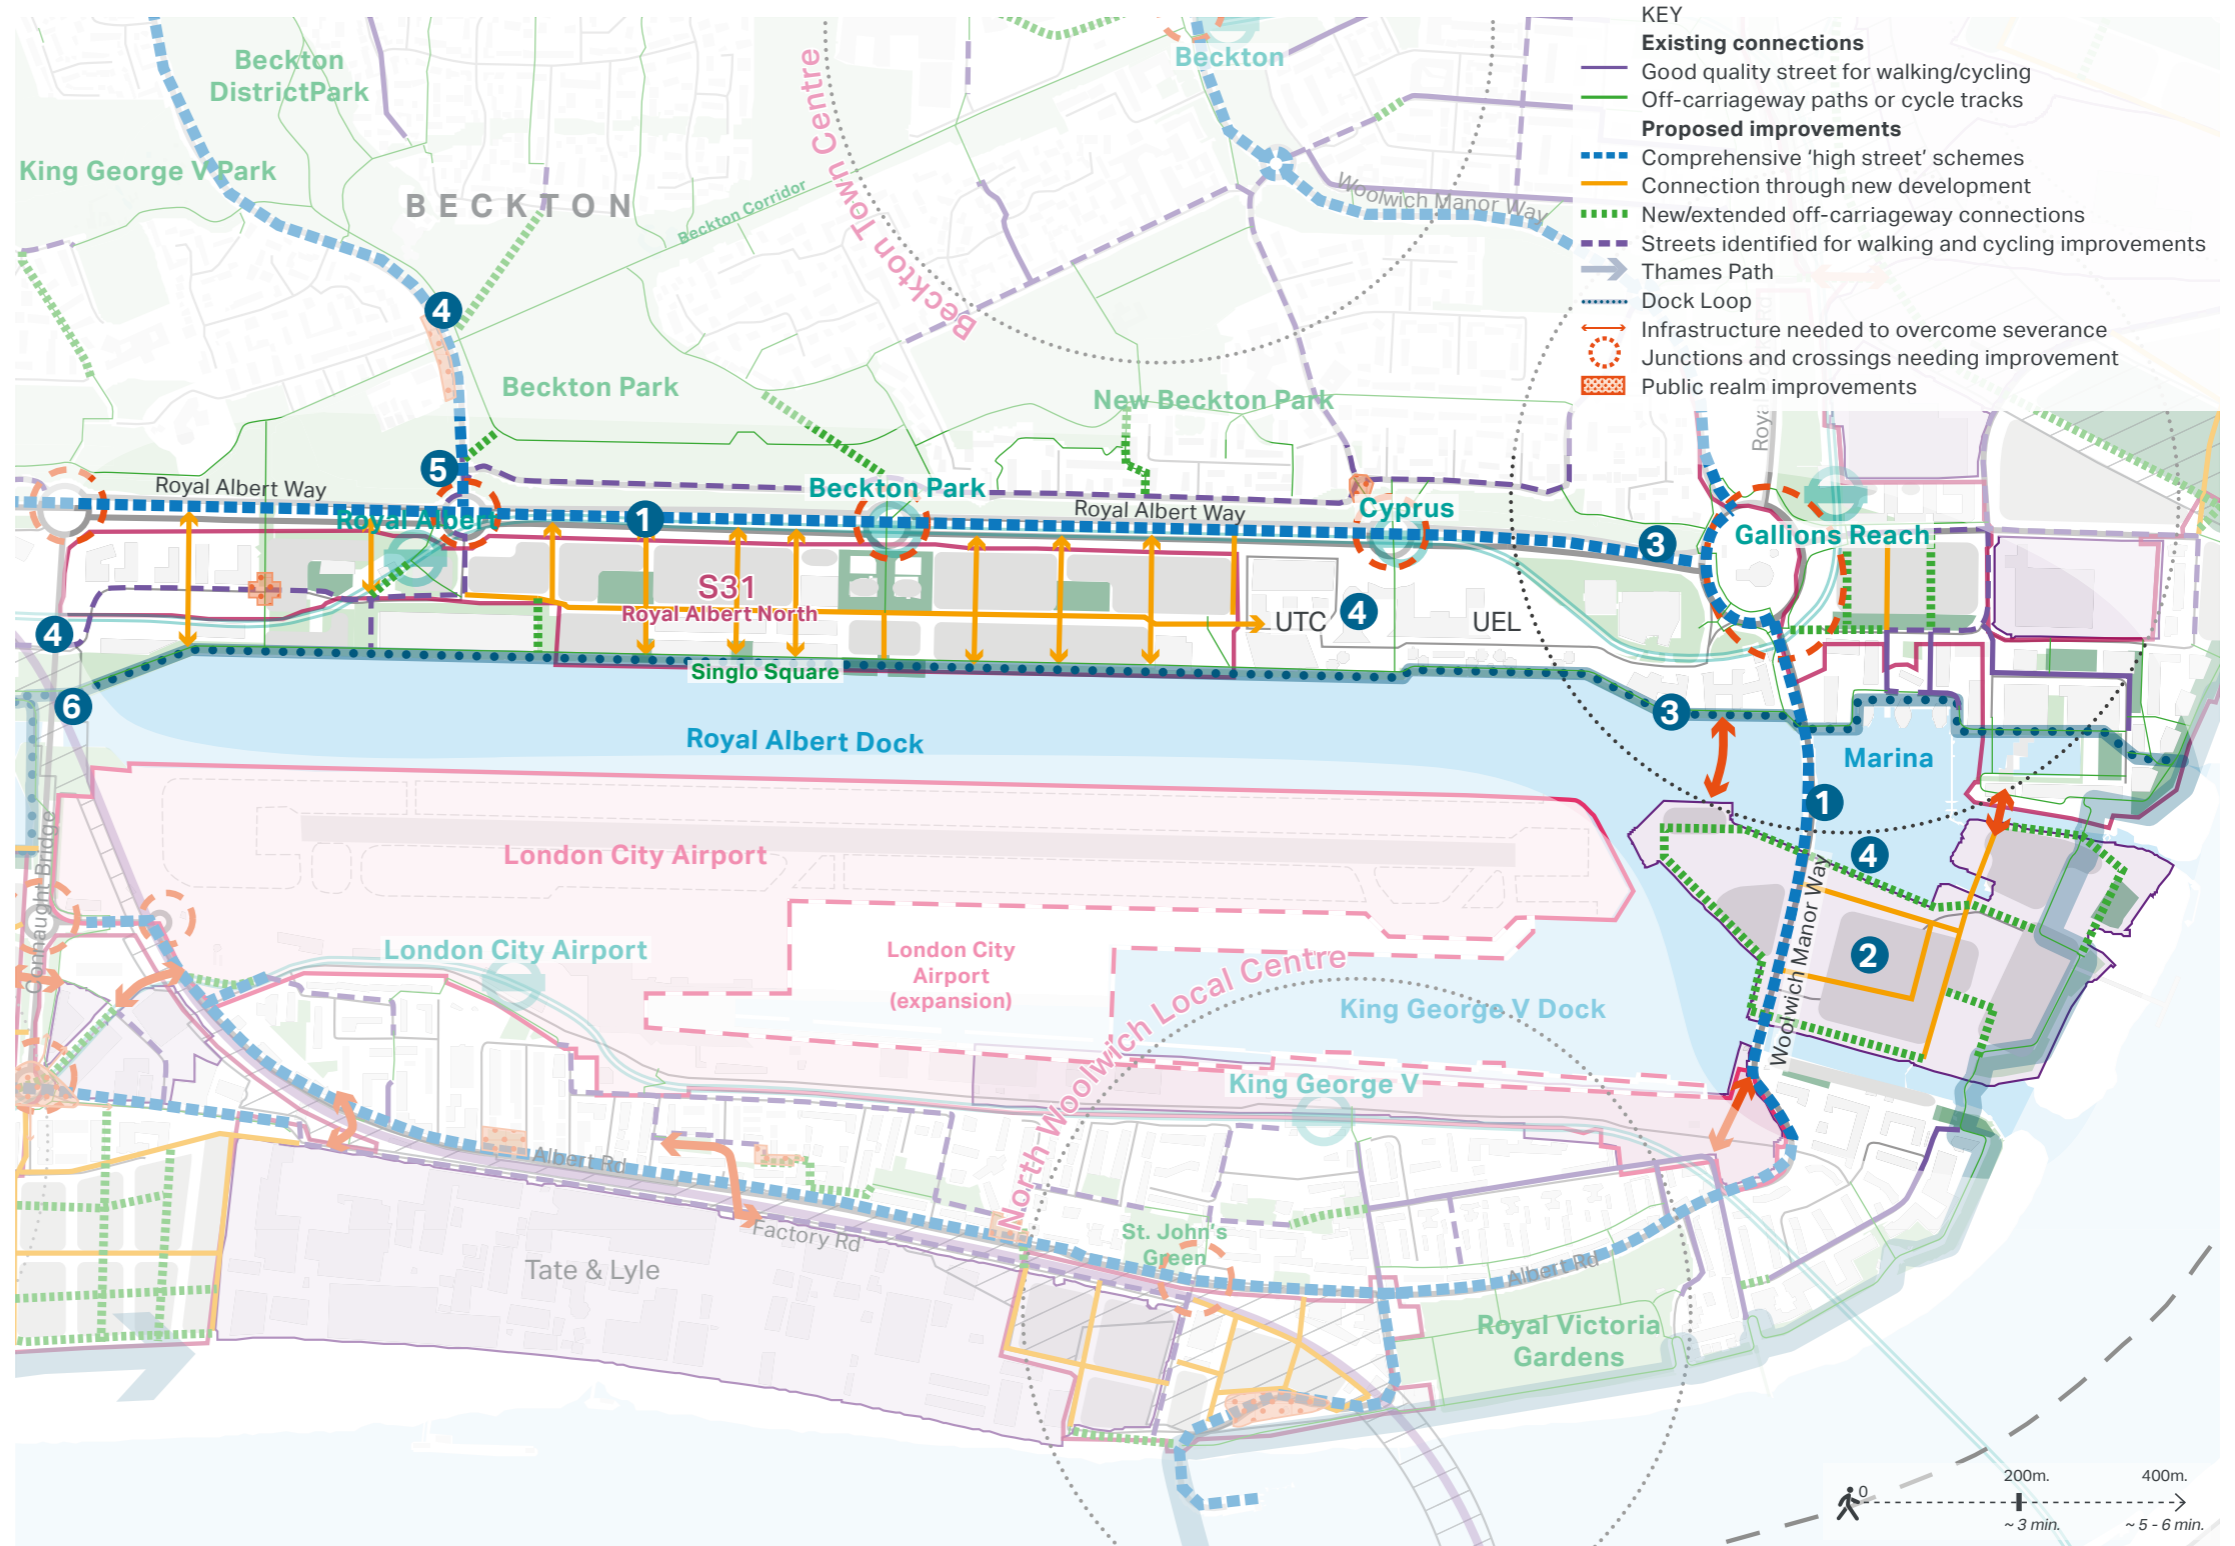 KEY
Existing connections
Good quality street for walking/cycling
Off-carriageway paths or cycle tracks
Proposed improvements
Comprehensive ‘high street’ schemes
Connection through new development
New/extended off-carriageway connections
Streets identified for walking and cycling improvements
Thames Path
Dock Loop
Infrastructure needed to overcome severance
Junctions and crossings needing improvement
Public realm improvements
Beckton
DistrictPark
Beckton
King George V Park
BECKTON
Beckton Corridor
Beckton Town Centre
Woolwich Manor Way
4
Beckton Park
New Beckton Park
5
Royal Albert Way
Beckton Park
Royal Albert Way
Cyprus
Royal Albert
1
3
Gallions Reach
S31
Royal Albert North
UTC
4
UEL
4
Singlo Square
6
3
Royal Albert Dock
Marina
1
London City Airport
4
Connaught Bridge
London City Airport
London City
Airport
(expansion)
North Woolwich Local Centre
King George V Dock
2
Woolwich Manor Way
King George V
Albert Rd
Factory Rd
St. John's
Green
Tate & Lyle
Albert Rd
Royal Victoria
Gardens
0
200m.
400m.
~ 3 min.
~ 5 - 6 min.